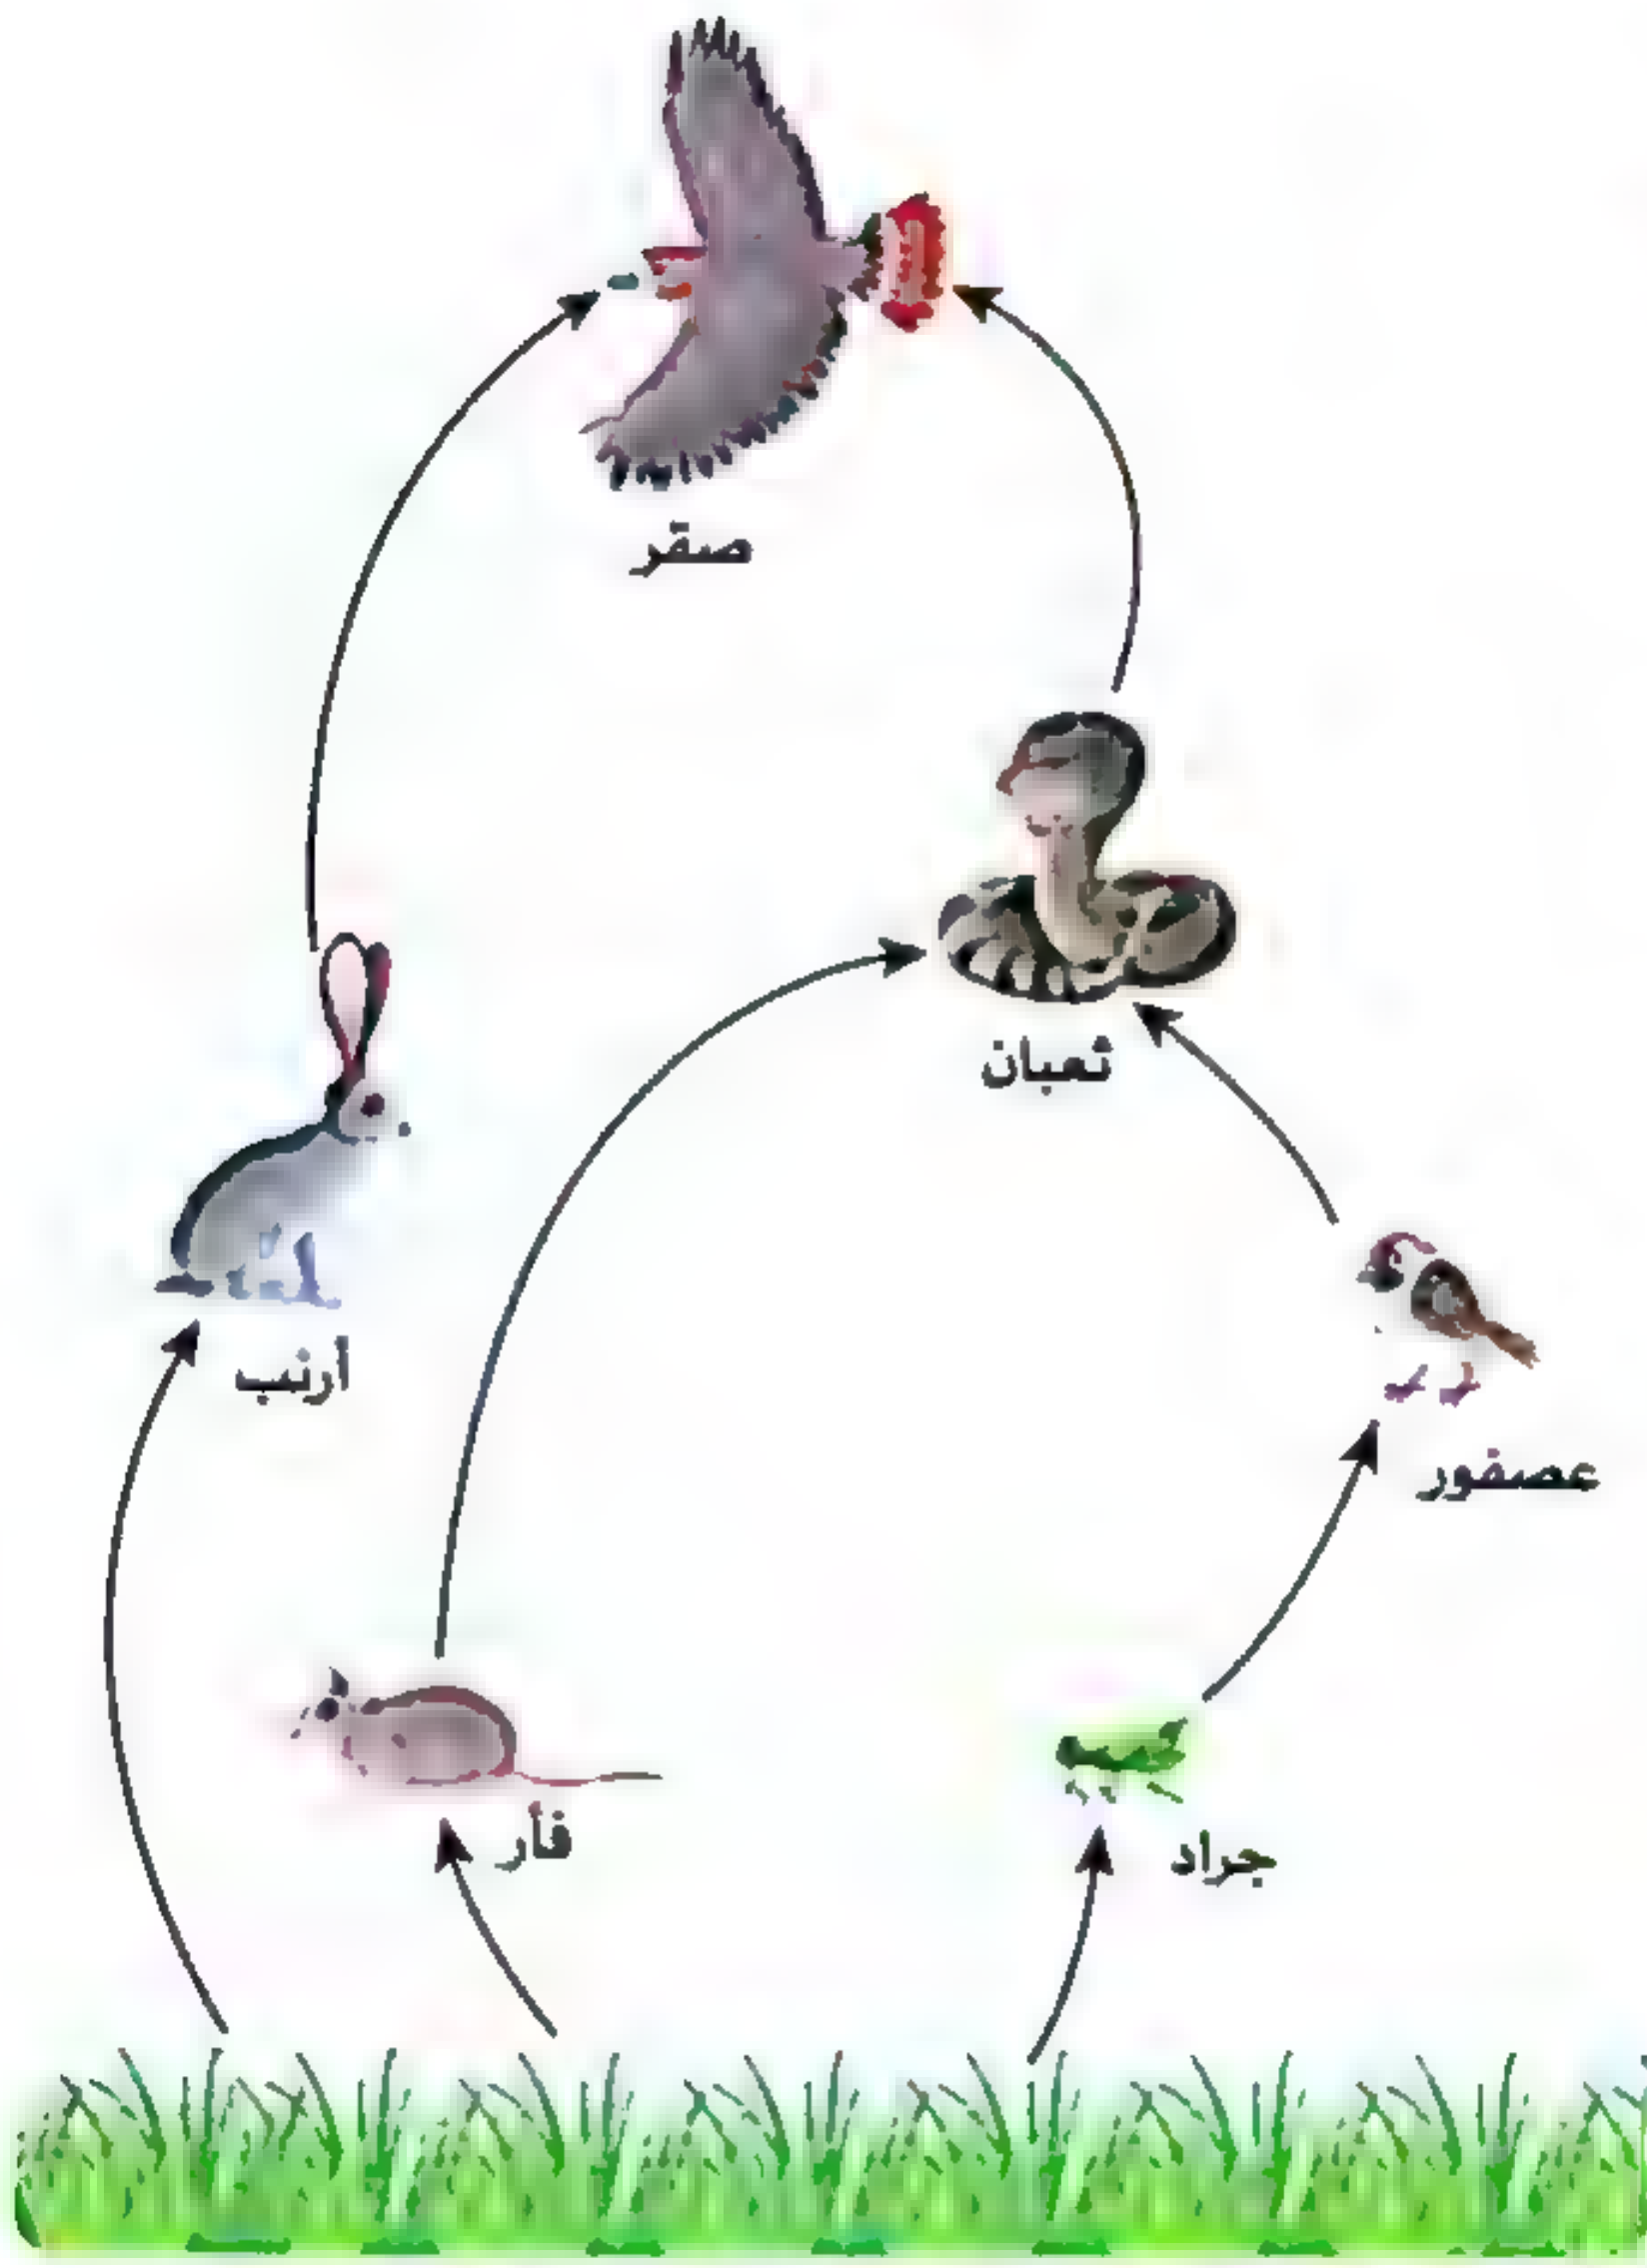 صقر
ثعبان
أرنب
عصفور
فأر
جراد